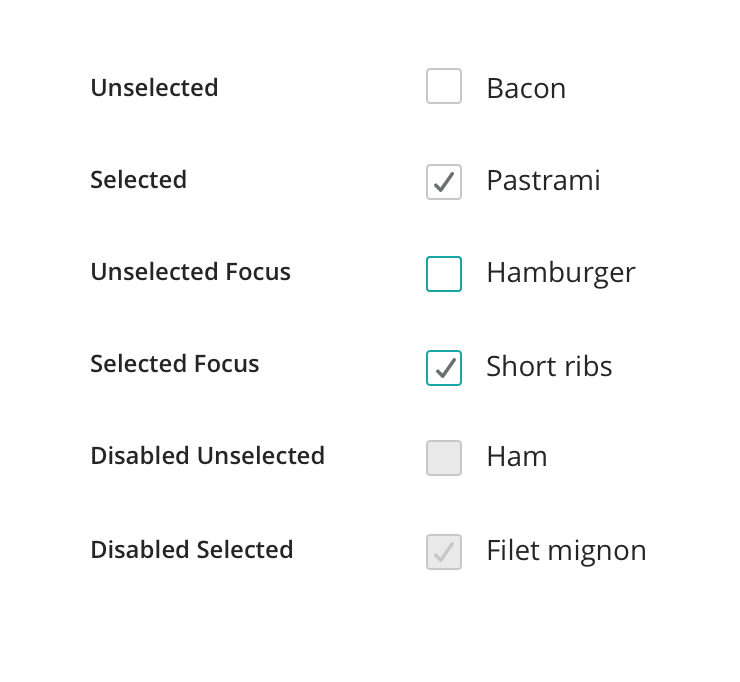 Unselected Bacon
Selected Pastrami
Unselected Focus Hamburger
Selected Focus Short ribs
Disabled Unselected Ham
Disabled Selected Filet mignon